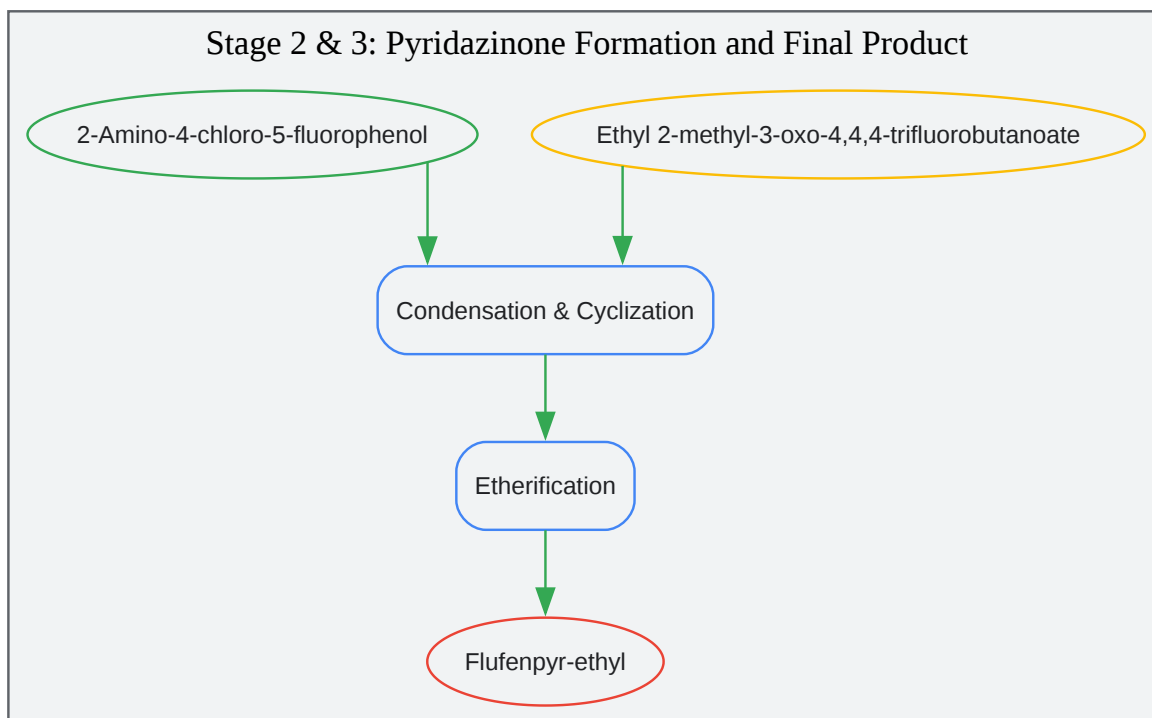 Stage 2 & 3: Pyridazinone Formation and Final Product
2-Amino-4-chloro-5-fluorophenol
Ethyl 2-methyl-3-oxo-4,4,4-trifluorobutanoate
Condensation & Cyclization
Etherification
Flufenpyr-ethyl